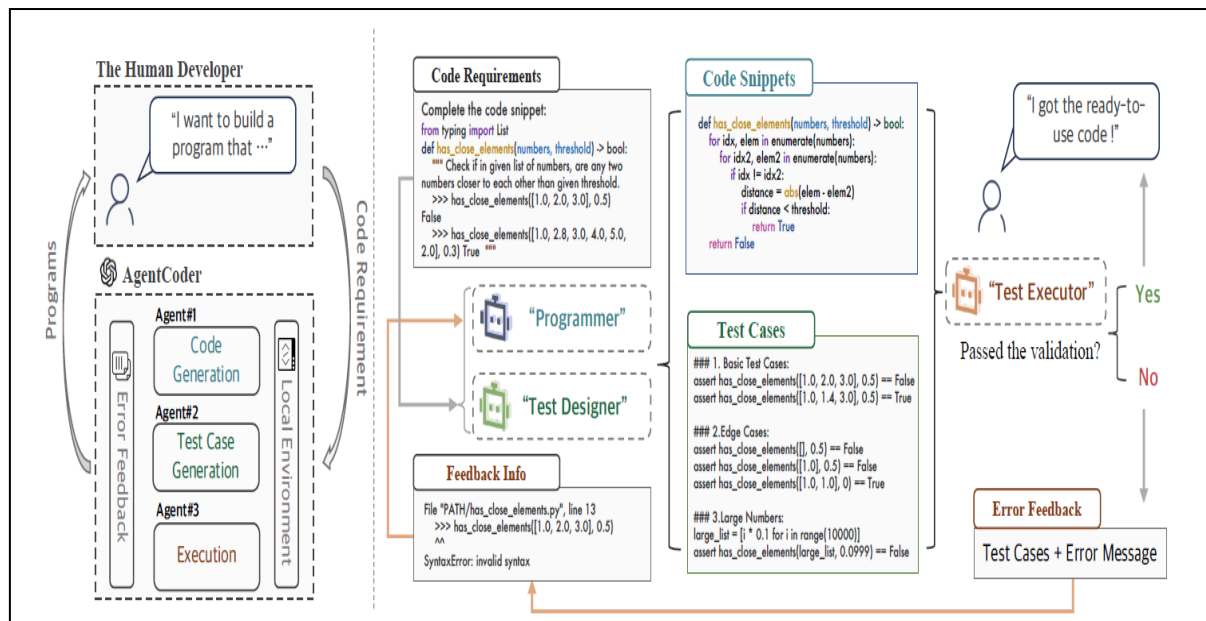 The Human Developer
“I want to build a
program that ···”
Programs
Code Requirement
AgentCoder
Error Feedback
Agent#1
Code
Generation
Agent#2
Test Case
Generation
Agent#3
Execution
Local Environment
Code Requirements
Complete the code snippet:
from typing import List
def has_close_elements(numbers, threshold) -> bool:
""" Check if in given list of numbers, are any two
numbers closer to each other than given threshold.
>>> has_close_elements([1.0, 2.0, 3.0], 0.5)
False
>>> has_close_elements([1.0, 2.8, 3.0, 4.0, 5.0,
2.0], 0.3) True """
“Programmer”
“Test Designer”
Feedback Info
File "PATH/has_close_elements.py", line 13
>>> has_close_elements([1.0, 2.0, 3.0], 0.5)
^^
SyntaxError: invalid syntax
Code Snippets
def has_close_elements(numbers, threshold) -> bool:
for idx, elem in enumerate(numbers):
for idx2, elem2 in enumerate(numbers):
if idx != idx2:
distance = abs(elem - elem2)
if distance < threshold:
return True
return False
Test Cases
### 1. Basic Test Cases:
assert has_close_elements([1.0, 2.0, 3.0], 0.5) == False
assert has_close_elements([1.0, 1.4, 3.0], 0.5) == True
### 2.Edge Cases:
assert has_close_elements([], 0.5) == False
assert has_close_elements([1.0], 0.5) == False
assert has_close_elements([1.0, 1.0], 0) == True
### 3.Large Numbers:
large_list = [i * 0.1 for i in range(10000)]
assert has_close_elements(large_list, 0.0999) == False
“I got the ready-to-
use code !”
“Test Executor”
Passed the validation?
Yes
No
Error Feedback
Test Cases + Error Message